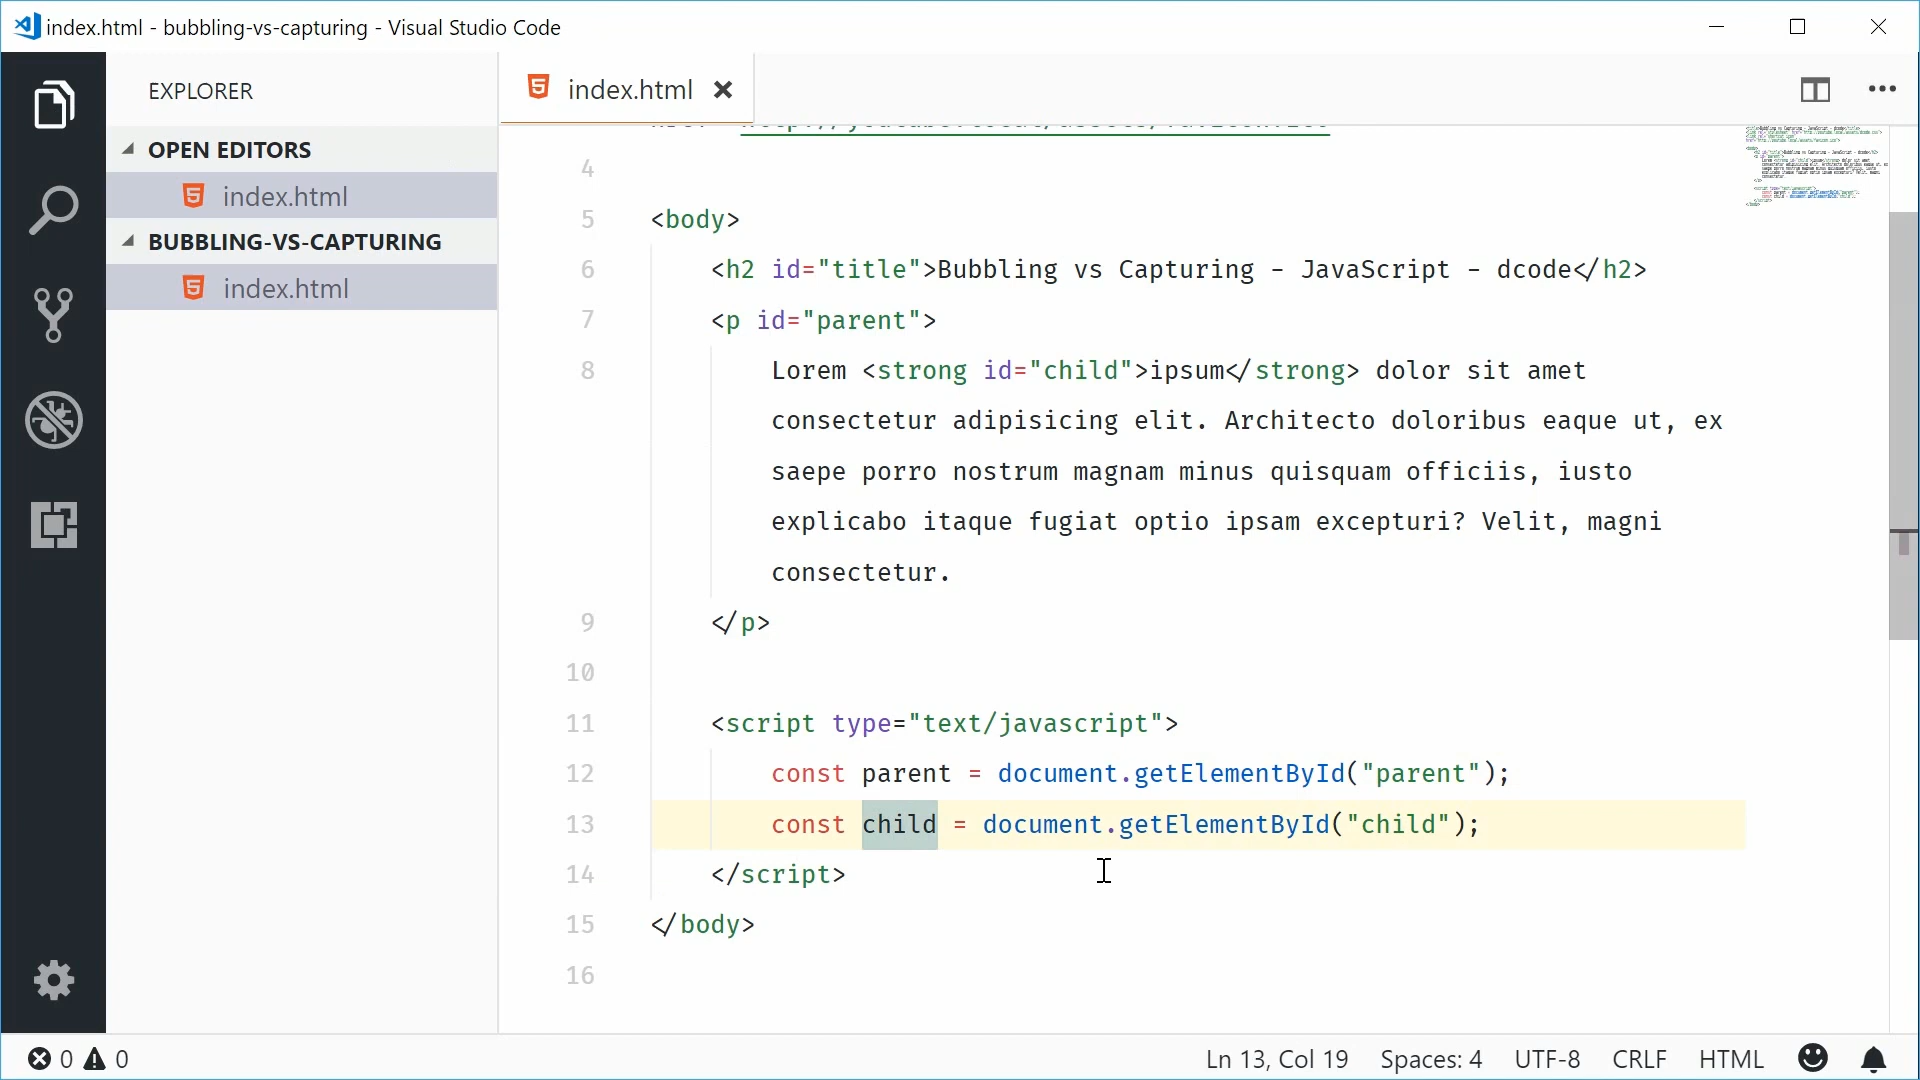 index.html - bubbling-vs-capturing - Visual Studio Code
EXPLORER
OPEN EDITORS
index.html
BUBBLING-VS-CAPTURING
index.html
index.html
4
5 <body>
6 <h2 id="title">Bubbling vs Capturing - JavaScript - dcode</h2>
7 <p id="parent">
8 Lorem <strong id="child">ipsum</strong> dolor sit amet
consectetur adipisicing elit. Architecto doloribus eaque ut, ex
saepe porro nostrum magnam minus quisquam officiis, iusto
explicabo itaque fugiat optio ipsam excepturi? Velit, magni
consectetur.
9 </p>
10
11 <script type="text/javascript">
12 const parent = document.getElementById("parent");
13 const child = document.getElementById("child");
14 </script>
15 </body>
16
0 0 Ln 13, Col 19 Spaces: 4 UTF-8 CRLF HTML